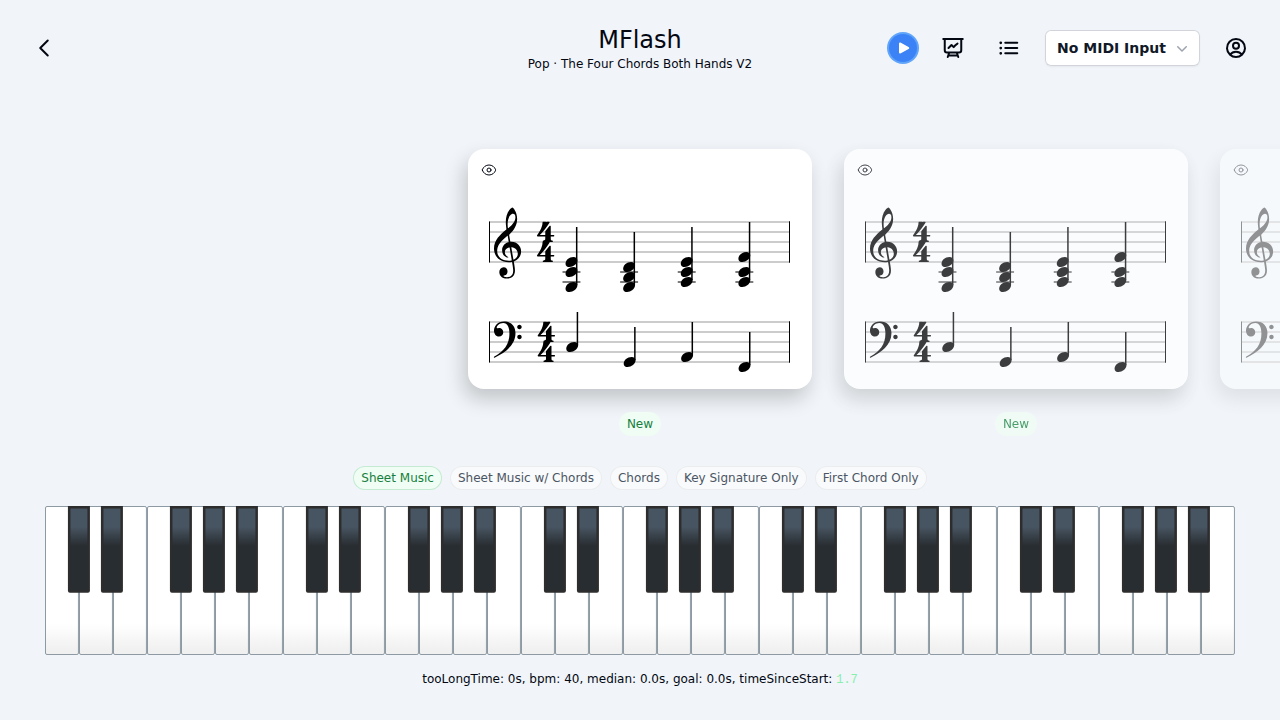 MFlash
Pop · The Four Chords Both Hands V2
No MIDI Input
New
New
Sheet Music
Sheet Music w/ Chords
Chords
Key Signature Only
First Chord Only
tooLongTime: 0s, bpm: 40, median: 0.0s, goal: 0.0s, timeSinceStart: 1.7